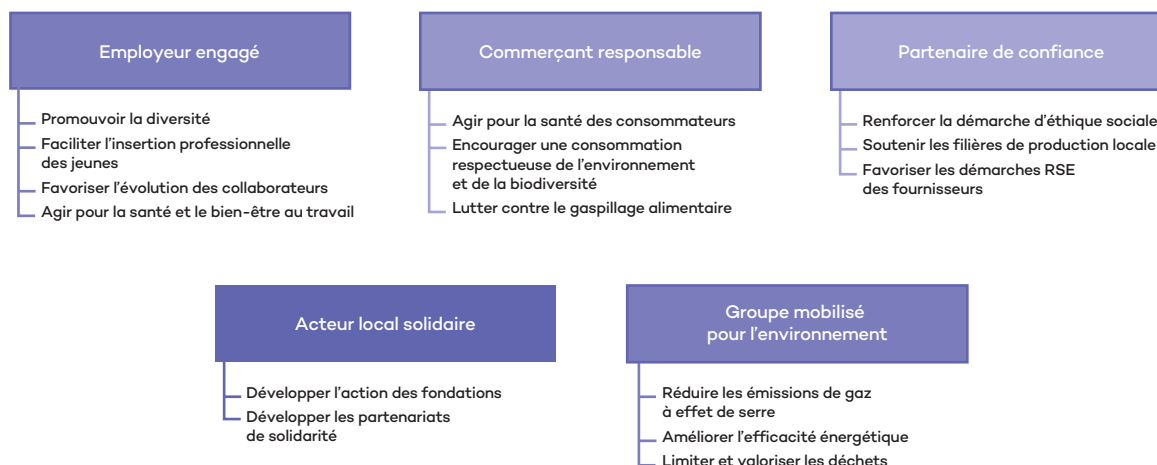 Employeur engagé
Promouvoir la diversité
Faciliter l'insertion professionnelle
des jeunes
Favoriser l'évolution des collaborateurs
Agir pour la santé et le bien-être au travail
Commerçant responsable
Agir pour la santé des consommateurs
Encourager une consommation
respectueuse de l'environnement
et de la biodiversité
Lutter contre le gaspillage alimentaire
Partenaire de confiance
Renforcer la démarche d'éthique sociale
Soutenir les filières de production locale
Favoriser les démarches RSE
des fournisseurs
Acteur local solidaire
Développer l'action des fondations
Développer les partenariats
de solidarité
Groupe mobilisé
pour l'environnement
Réduire les émissions de gaz
à effet de serre
Améliorer l'efficacité énergétique
Limiter et valoriser les déchets